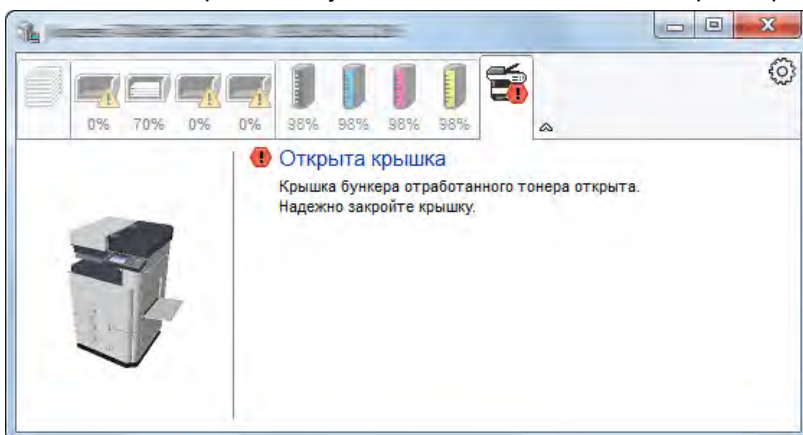 0% 70% 0% 0% 98% 98% 98% 98%
Открыта крышка
Крышка бункера отработанного тонера открыта.
Надежно закройте крышку.